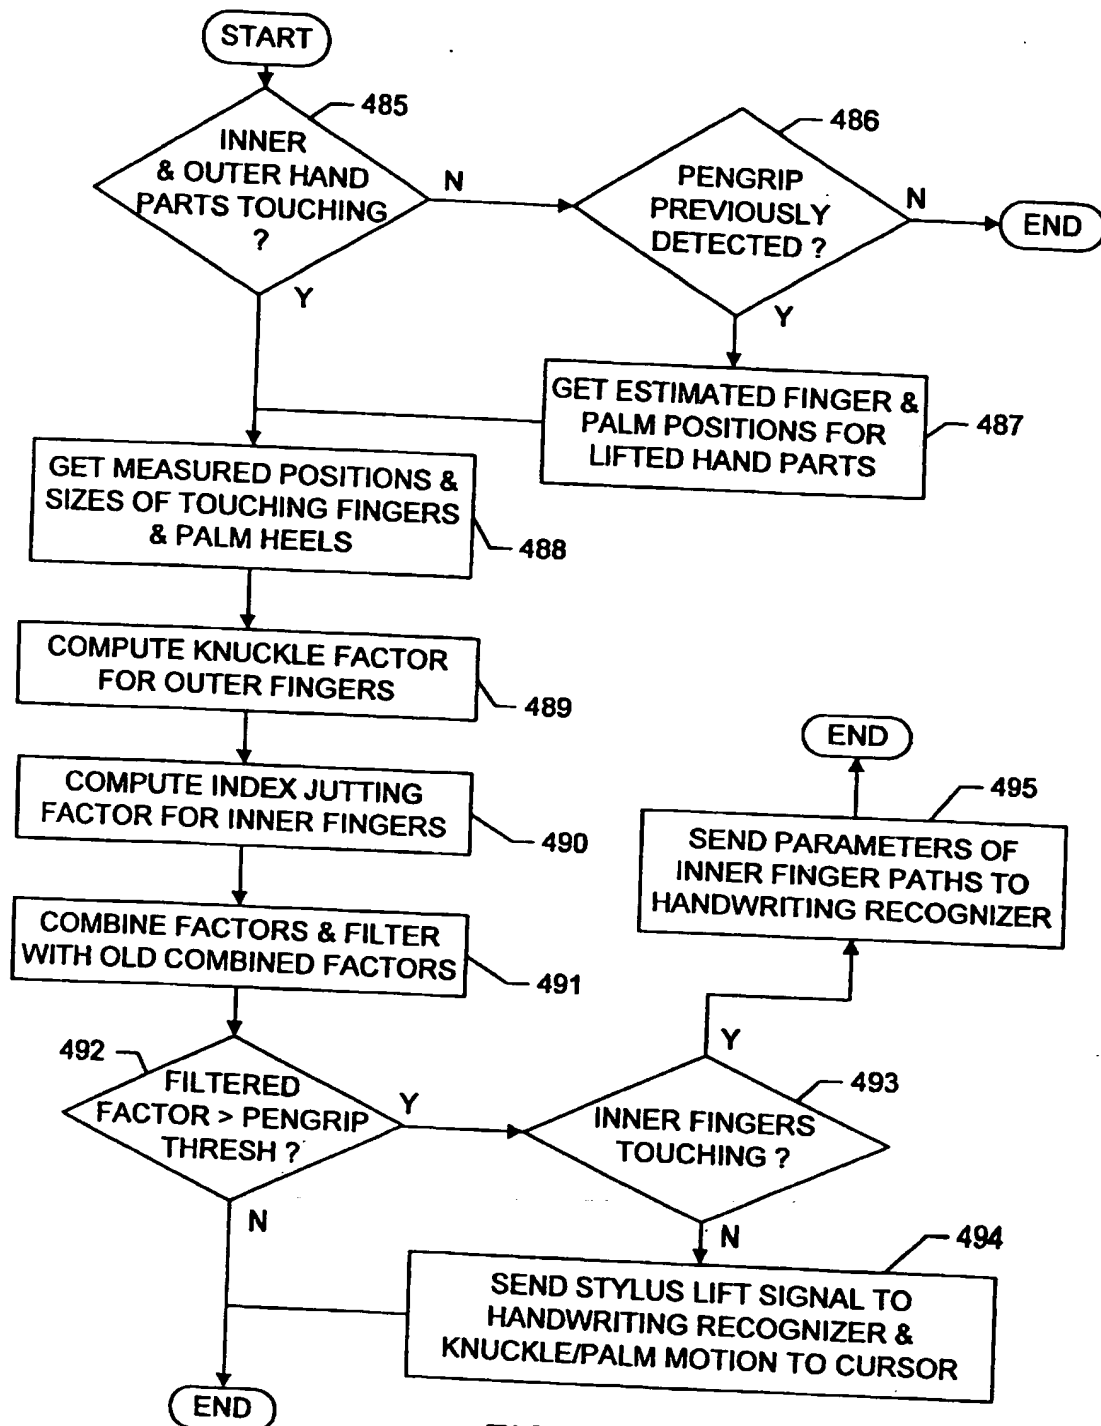 START
485
INNER
& OUTER HAND
PARTS TOUCHING
?
N
Y
486
PENGRIP
PREVIOUSLY
DETECTED ?
N
END
Y
GET ESTIMATED FINGER &
PALM POSITIONS FOR
LIFTED HAND PARTS
487
GET MEASURED POSITIONS &
SIZES OF TOUCHING FINGERS
& PALM HEELS
488
COMPUTE KNUCKLE FACTOR
FOR OUTER FINGERS
489
COMPUTE INDEX JUTTING
FACTOR FOR INNER FINGERS
490
COMBINE FACTORS & FILTER
WITH OLD COMBINED FACTORS
491
492
FILTERED
FACTOR > PENGRIP
THRESH ?
Y
N
493
INNER FINGERS
TOUCHING ?
Y
N
END
495
SEND PARAMETERS OF
INNER FINGER PATHS TO
HANDWRITING RECOGNIZER
494
SEND STYLUS LIFT SIGNAL TO
HANDWRITING RECOGNIZER &
KNUCKLE/PALM MOTION TO CURSOR
END